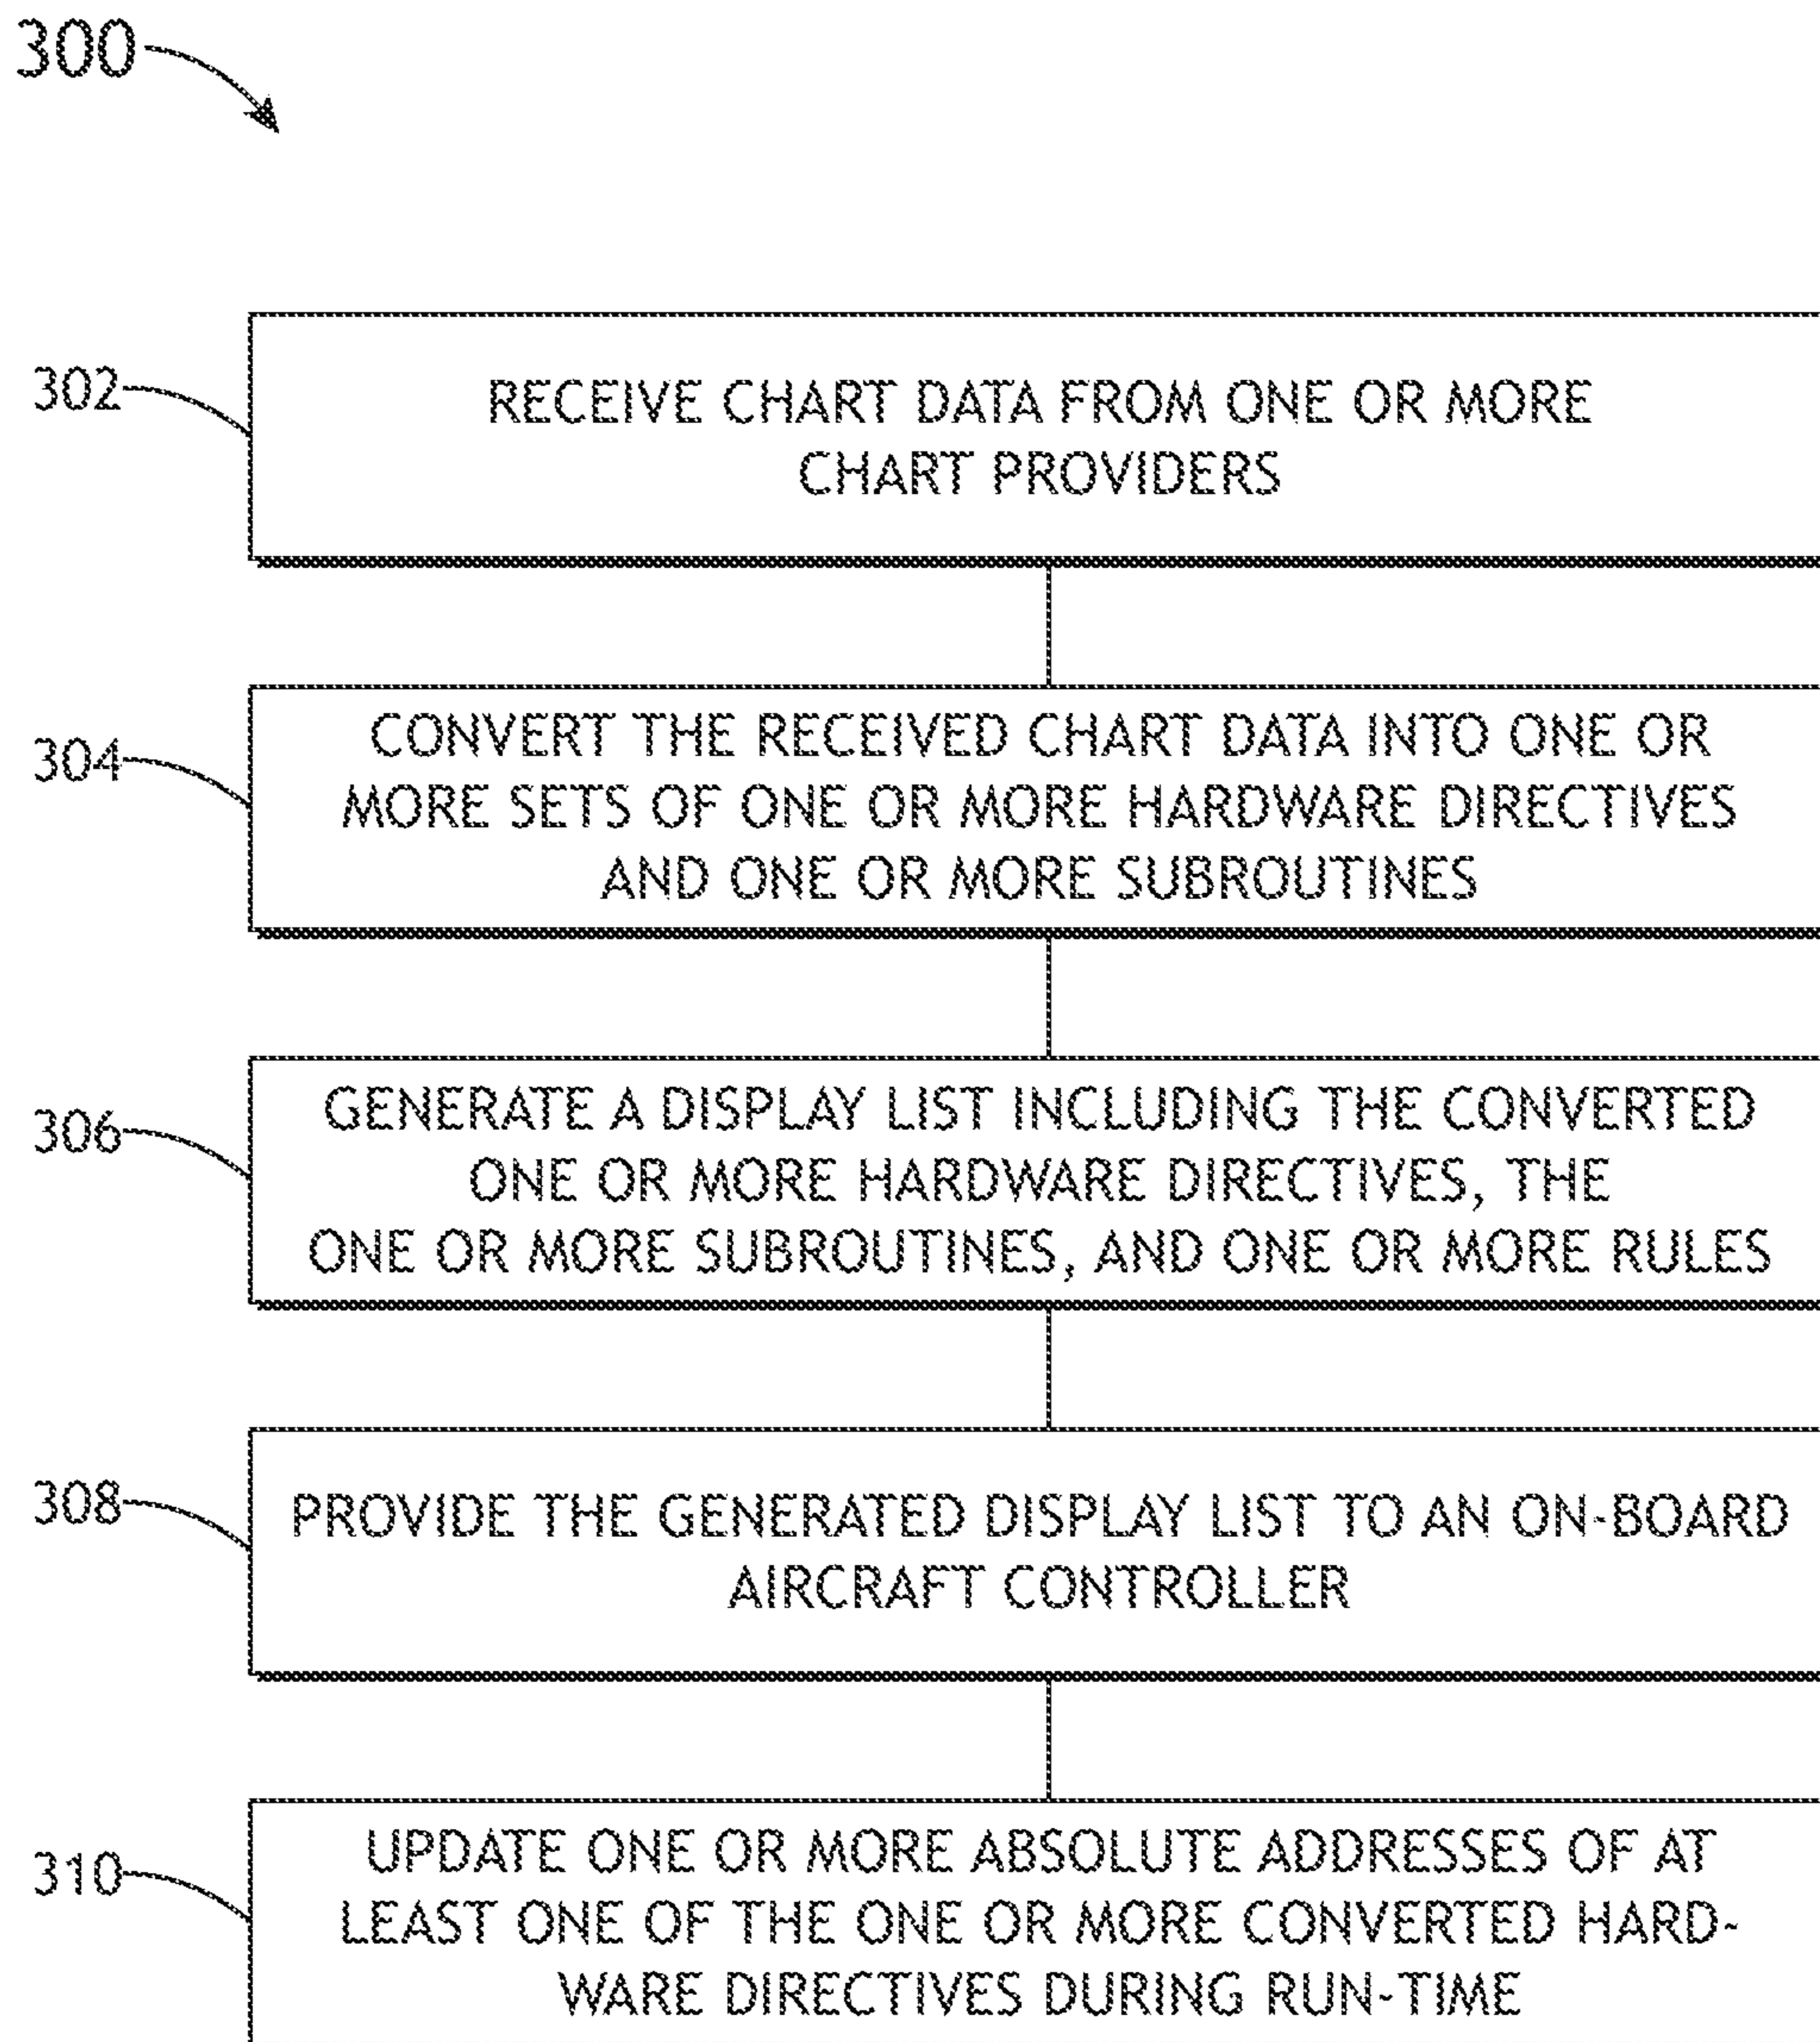 300
302
RECEIVE CHART DATA FROM ONE OR MORE
CHART PROVIDERS
304
CONVERT THE RECEIVED CHART DATA INTO ONE OR
MORE SETS OF ONE OR MORE HARDWARE DIRECTIVES
AND ONE OR MORE SUBROUTINES
306
GENERATE A DISPLAY LIST INCLUDING THE CONVERTED
ONE OR MORE HARDWARE DIRECTIVES, THE
ONE OR MORE SUBROUTINES, AND ONE OR MORE RULES
308
PROVIDE THE GENERATED DISPLAY LIST TO AN ON-BOARD
AIRCRAFT CONTROLLER
310
UPDATE ONE OR MORE ABSOLUTE ADDRESSES OF AT
LEAST ONE OF THE ONE OR MORE CONVERTED HARD-
WARE DIRECTIVES DURING RUN-TIME